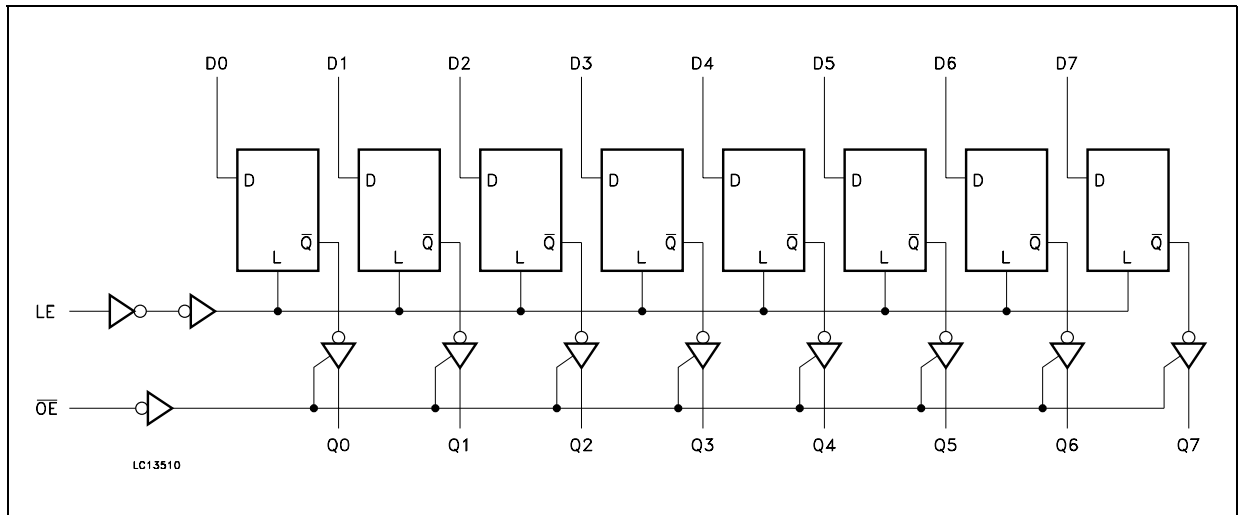 D0 D1 D2 D3 D4 D5 D6 D7
D D D D D D D D
Q̅ Q̅ Q̅ Q̅ Q̅ Q̅ Q̅ Q̅
L L L L L L L L
LE
O̅E̅
Q0 Q1 Q2 Q3 Q4 Q5 Q6 Q7
LC13510